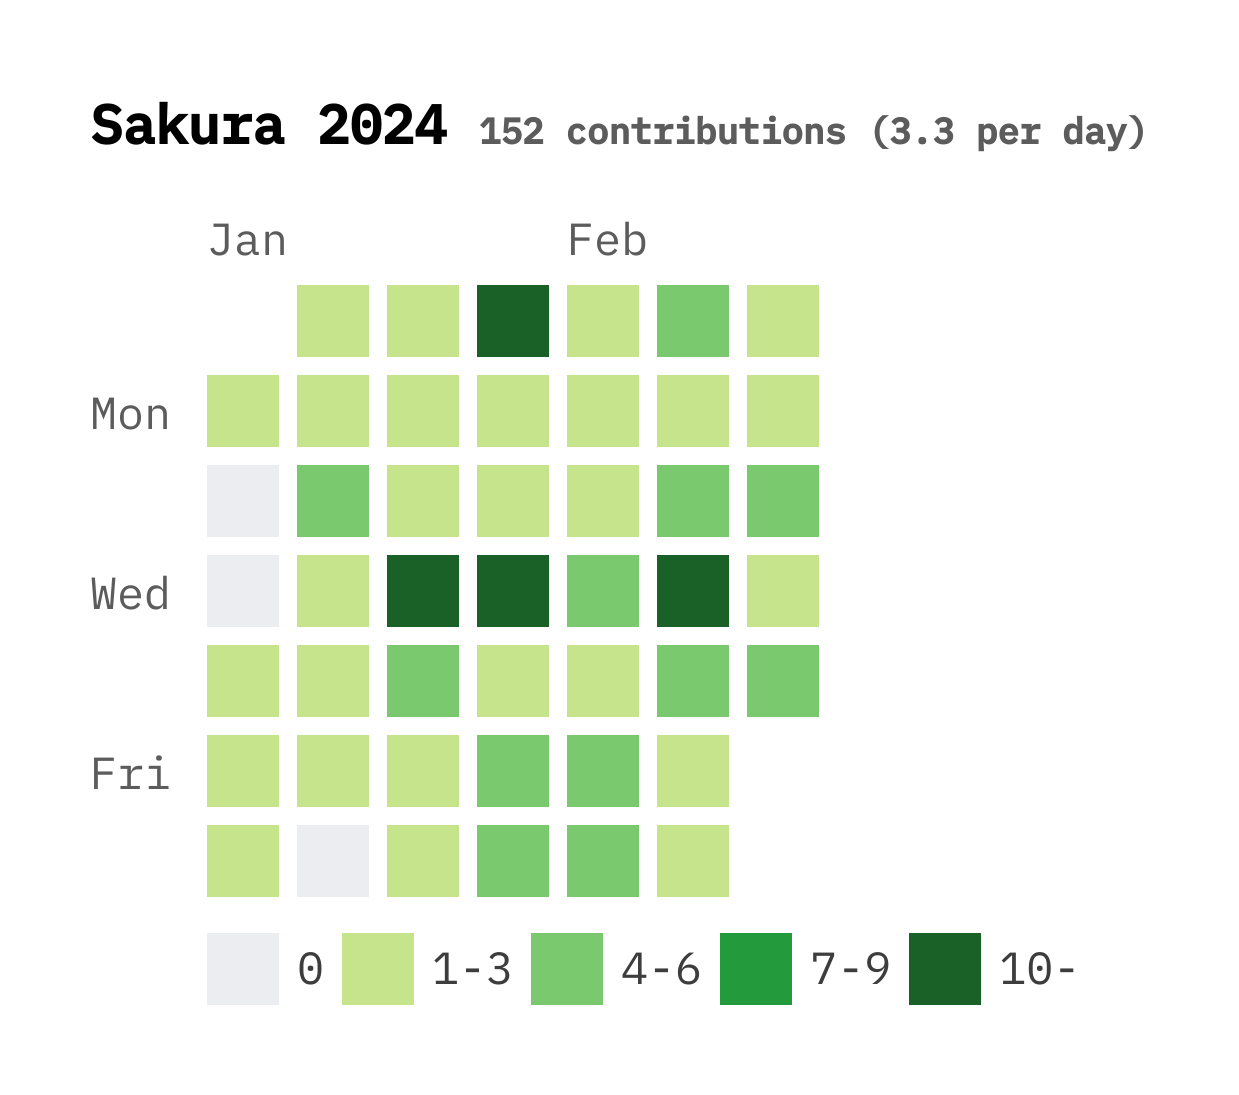 Sakura 2024 152 contributions (3.3 per day)
Jan Feb
Mon
Wed
Fri
0 1-3 4-6 7-9 10-